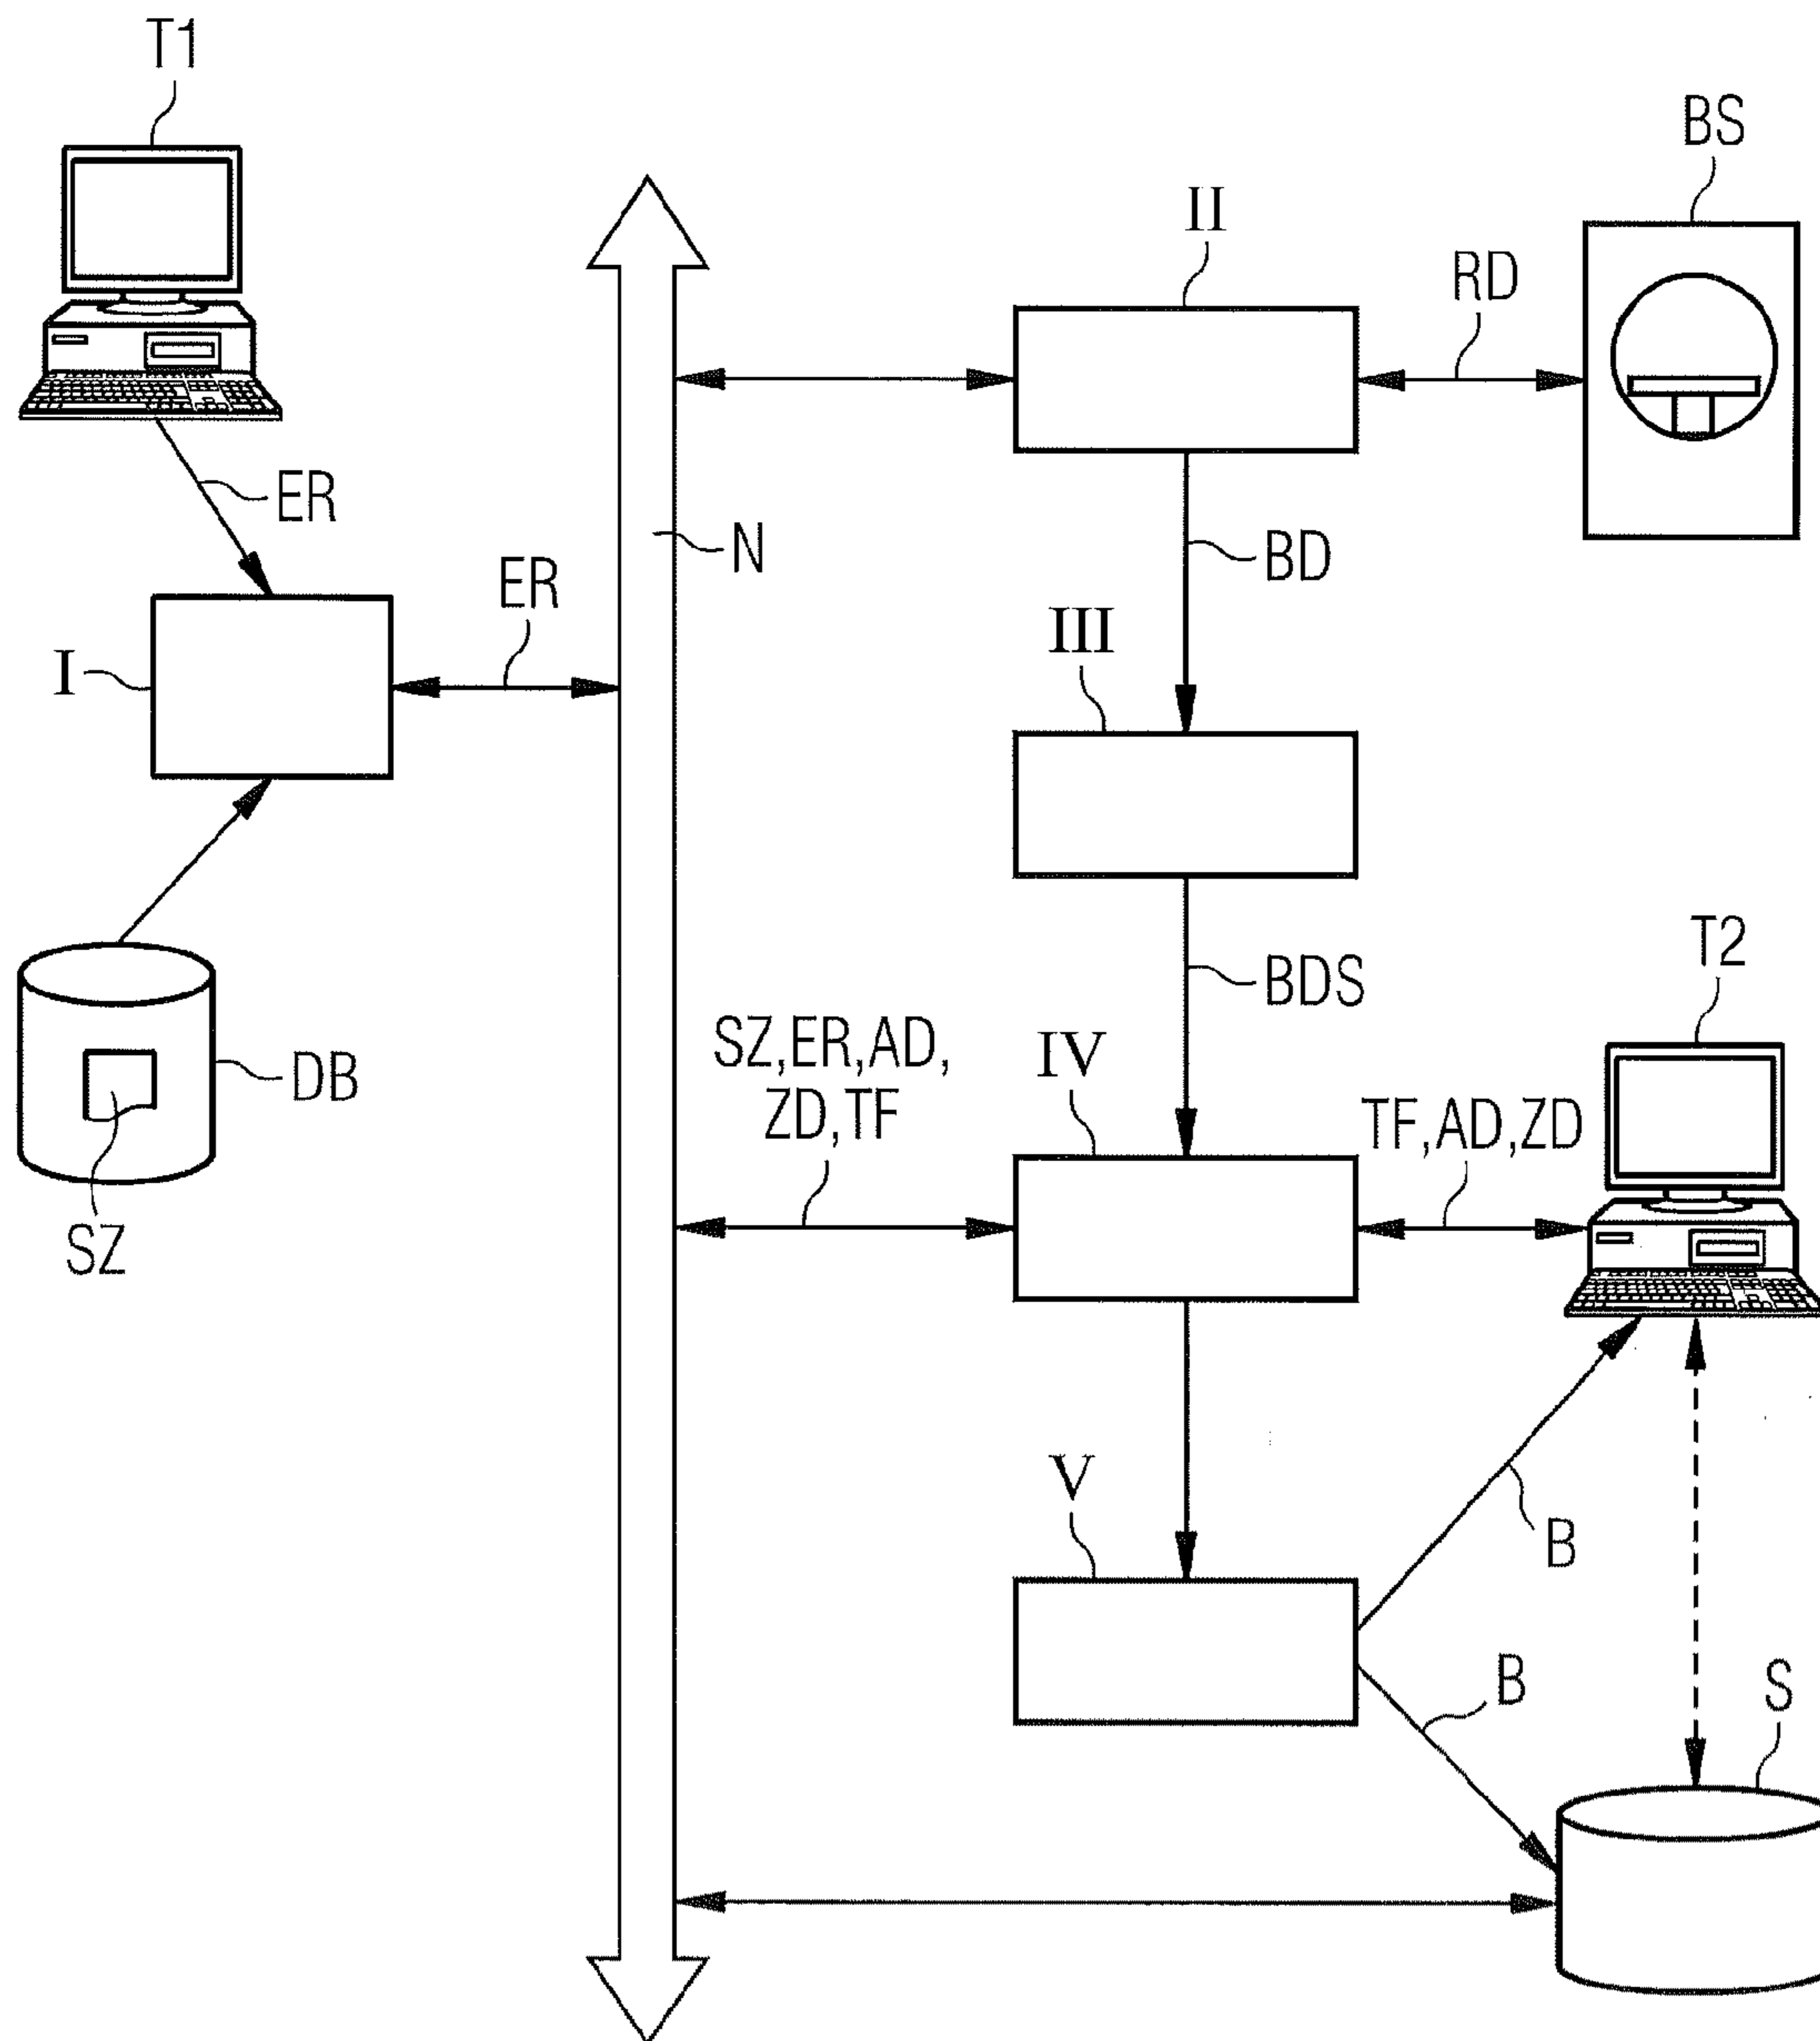 T1
BS
II
RD
ER
N
BD
ER
III
I
BDS
T2
SZ,ER,AD,
ZD,TF
IV
DB
TF,AD,ZD
SZ
V
B
B
S